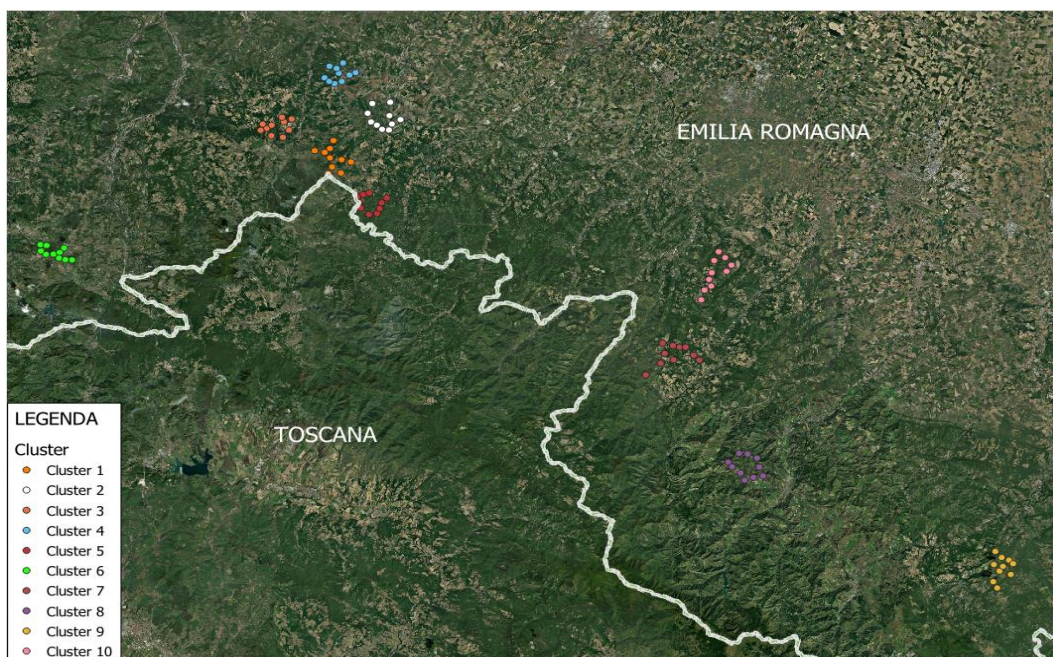 EMILIA ROMAGNA
TOSCANA
LEGENDA
Cluster
Cluster 1
Cluster 2
Cluster 3
Cluster 4
Cluster 5
Cluster 6
Cluster 7
Cluster 8
Cluster 9
Cluster 10